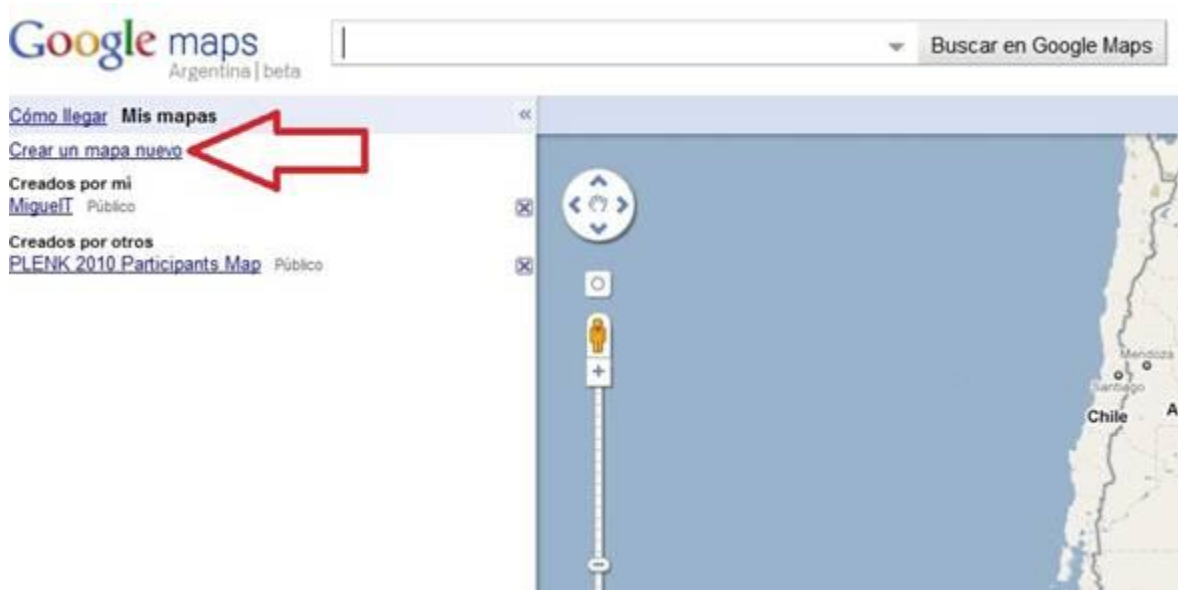 Google maps
Argentina | beta
Buscar en Google Maps
Cómo llegar Mis mapas «
Crear un mapa nuevo
Creados por mi
MiguelT Público
Creados por otros
PLENK 2010 Participants Map Público
Mendoza
Santiago
Chile A